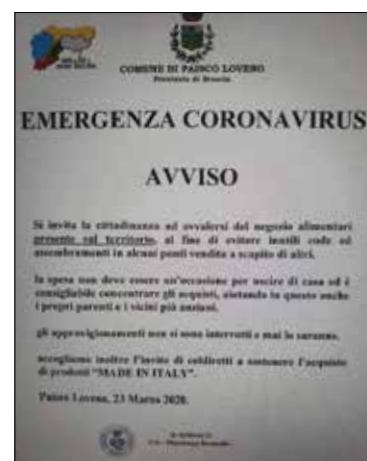 COMUNE DI PAISCO LOVENO
Provincia di Brescia
EMERGENZA CORONAVIRUS
AVVISO
Si invita la cittadinanza ad avvalersi del negozio alimentari
presente sul territorio, al fine di evitare inutili code ed
assembramenti in alcuni punti vendita a scapito di altri.
la spesa non deve essere un'occasione per uscire di casa ed è
consigliabile concentrare gli acquisti, aiutando in questo anche
i propri parenti e i vicini più anziani.
gli approvvigionamenti non si sono interrotti e mai lo saranno.
accogliamo inoltre l'invito di coldiretti a sostenere l'acquisto
di prodotti "MADE IN ITALY".
Paisco Loveno, 23 Marzo 2020.